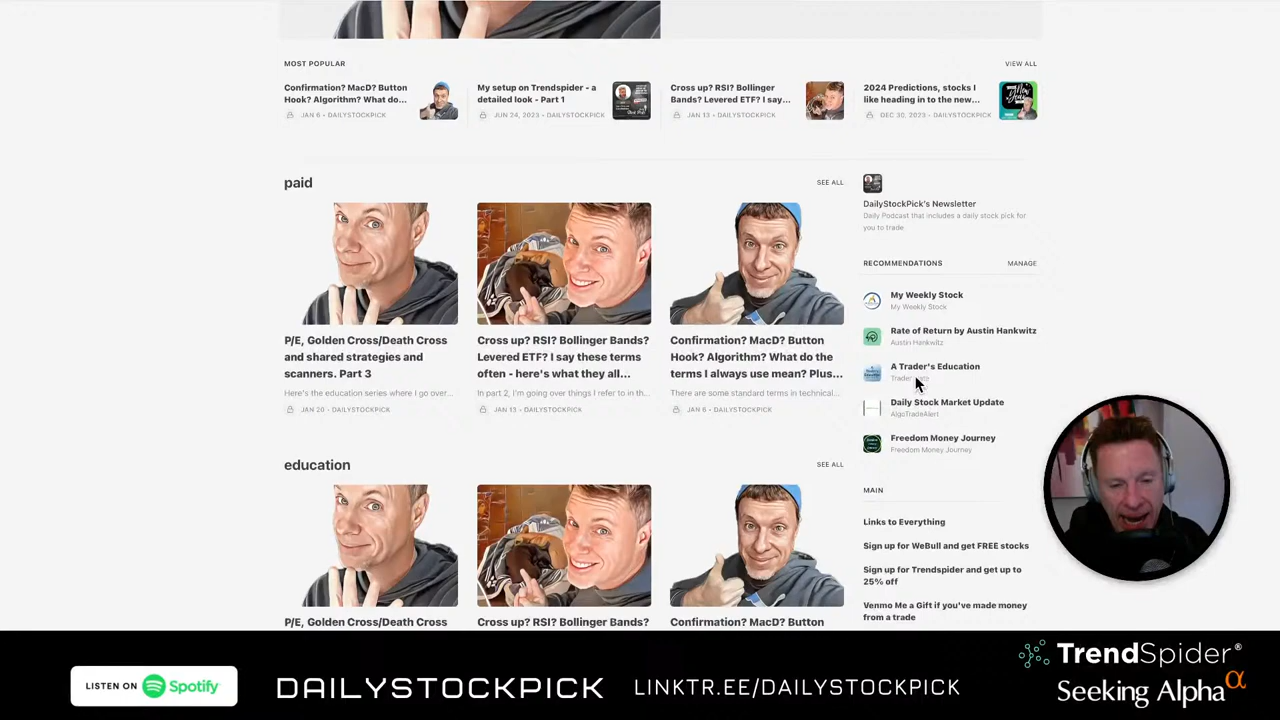 MOST POPULAR
VIEW ALL
Confirmation? MacD? Button
Hook? Algorithm? What do...
JAN 6 • DAILYSTOCKPICK
My setup on Trendspider - a
detailed look - Part 1
JUN 24, 2023 • DAILYSTOCKPICK
Cross up? RSI? Bollinger
Bands? Levered ETF? I say...
JAN 13 • DAILYSTOCKPICK
2024 Predictions, stocks I
like heading in to the new...
DEC 30, 2023 • DAILYSTOCKPICK
paid
SEE ALL
P/E, Golden Cross/Death Cross
and shared strategies and
scanners. Part 3
Here's the education series where I go over...
JAN 20 • DAILYSTOCKPICK
Cross up? RSI? Bollinger Bands?
Levered ETF? I say these terms
often - here's what they all...
In part 2, I'm going over things I refer to in th...
JAN 13 • DAILYSTOCKPICK
Confirmation? MacD? Button
Hook? Algorithm? What do the
terms I always use mean? Plus...
There are some standard terms in technical...
JAN 6 • DAILYSTOCKPICK
DailyStockPick's Newsletter
Daily Podcast that includes a daily stock pick for
you to trade
RECOMMENDATIONS
MANAGE
My Weekly Stock
My Weekly Stock
Rate of Return by Austin Hankwitz
Austin Hankwitz
A Trader's Education
Daily Stock Market Update
AlgoTradeAlert
Freedom Money Journey
Freedom Money Journey
education
SEE ALL
P/E, Golden Cross/Death Cross
Cross up? RSI? Bollinger Bands?
Confirmation? MacD? Button
MAIN
Links to Everything
Sign up for WeBull and get FREE stocks
Sign up for Trendspider and get up to
25% off
Venmo Me a Gift if you've made money
from a trade
LISTEN ON Spotify
DAILYSTOCKPICK
LINKTR.EE/DAILYSTOCKPICK
TrendSpider®
Seeking Alpha α